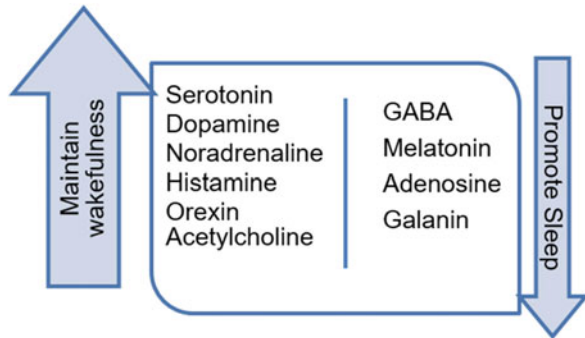 Maintain
wakefulness
Serotonin
Dopamine
Noradrenaline
Histamine
Orexin
Acetylcholine
GABA
Melatonin
Adenosine
Galanin
Promote Sleep